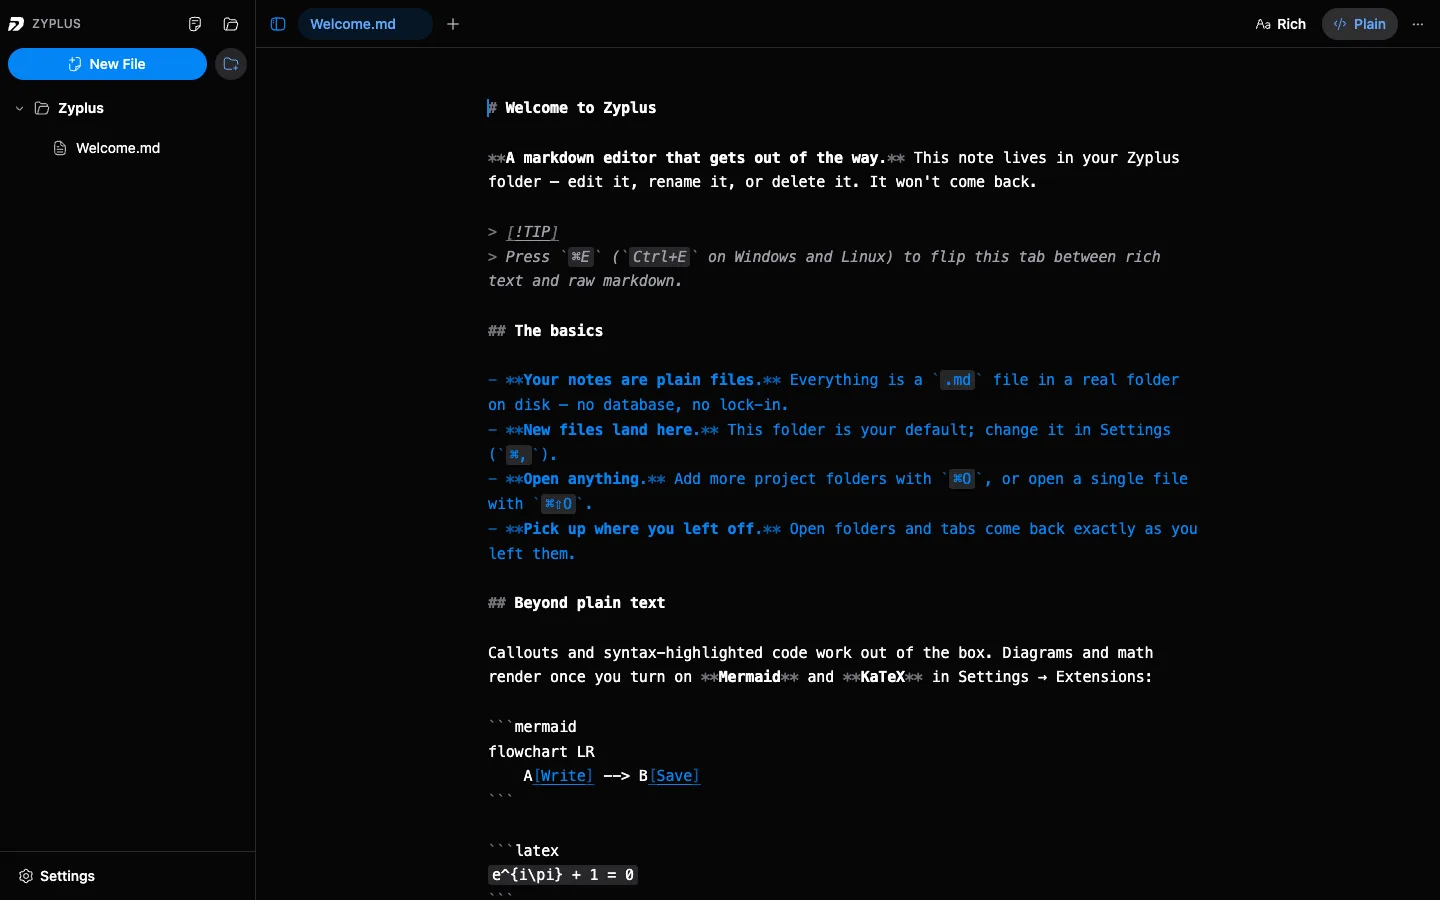 ZYPLUS
New File
Zyplus
Welcome.md
Settings
Welcome.md
Aa Rich
</> Plain
# Welcome to Zyplus
**A markdown editor that gets out of the way.** This note lives in your Zyplus
folder — edit it, rename it, or delete it. It won't come back.
> [!TIP]
> Press `⌘E` (`Ctrl+E` on Windows and Linux) to flip this tab between rich
text and raw markdown.
## The basics
- **Your notes are plain files.** Everything is a `.md` file in a real folder
on disk — no database, no lock-in.
- **New files land here.** This folder is your default; change it in Settings
(`⌘,`).
- **Open anything.** Add more project folders with `⌘O`, or open a single file
with `⌘⇧O`.
- **Pick up where you left off.** Open folders and tabs come back exactly as you
left them.
## Beyond plain text
Callouts and syntax-highlighted code work out of the box. Diagrams and math
render once you turn on **Mermaid** and **KaTeX** in Settings → Extensions:
```mermaid
flowchart LR
    A[Write] --> B[Save]
```
```latex
e^{i\pi} + 1 = 0
```